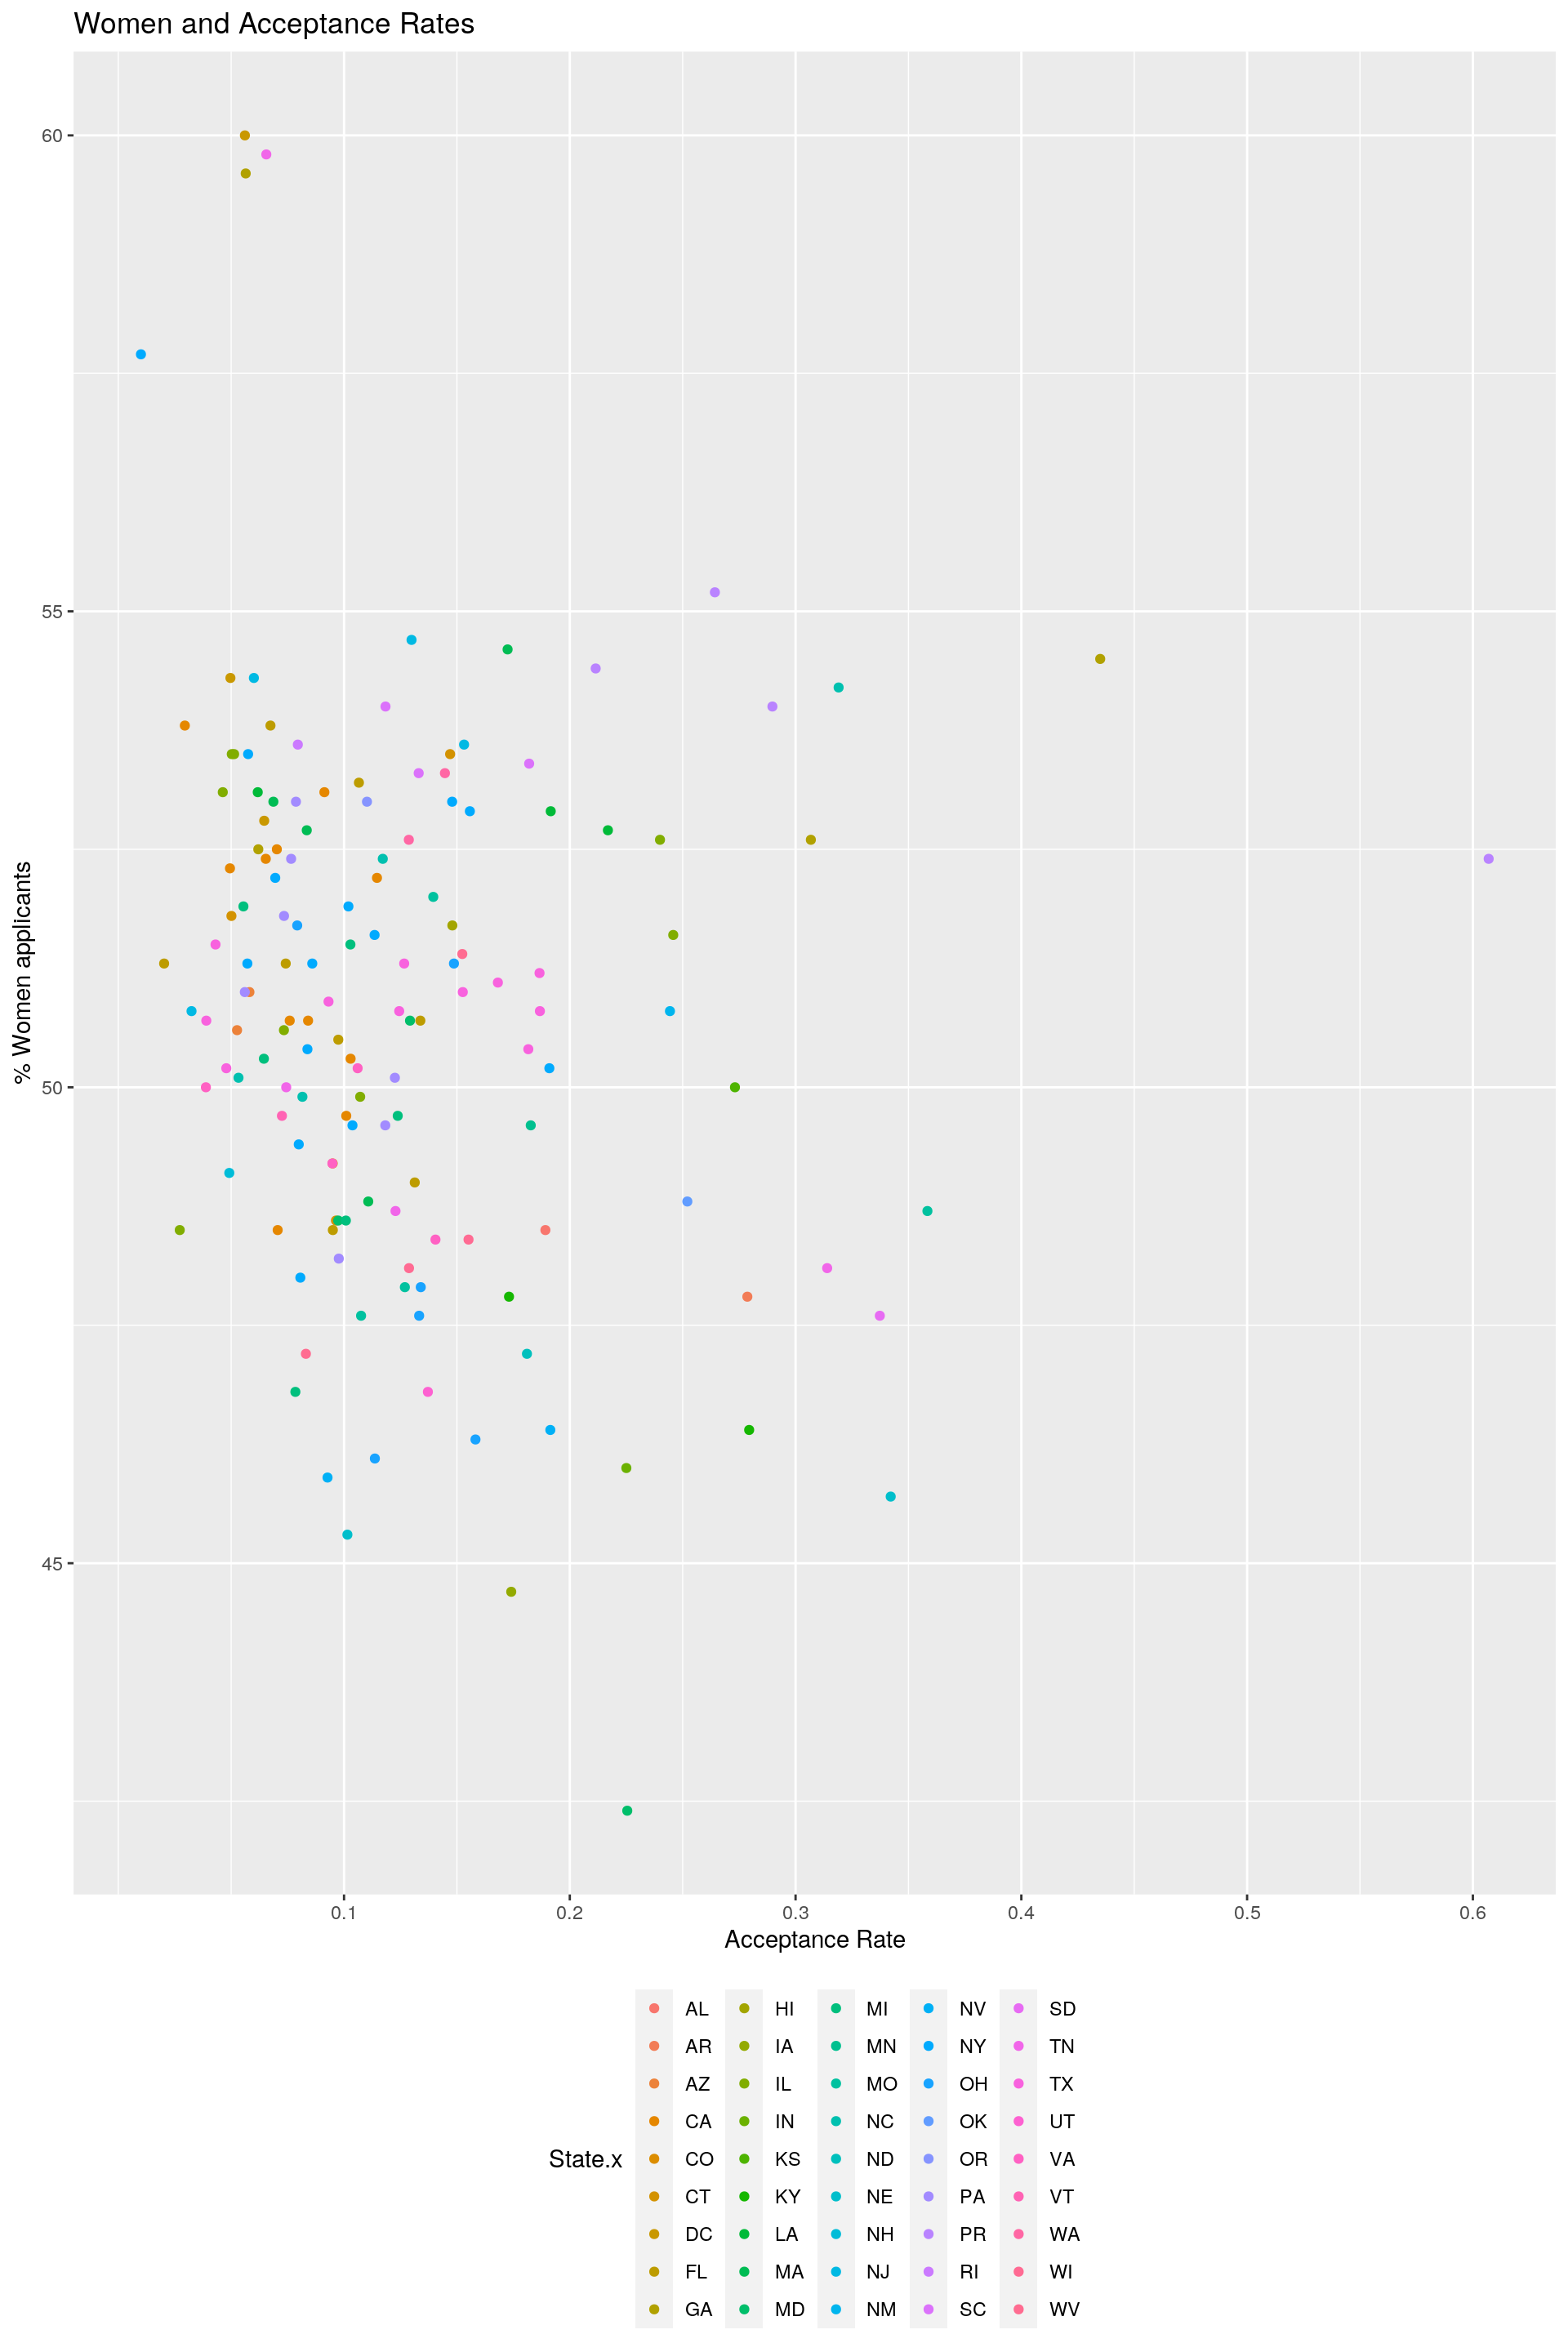 Women and Acceptance Rates
60
55
% Women applicants
50
45
0.1 0.2 0.3 0.4 0.5 0.6
Acceptance Rate
State.x
AL HI MI NV SD
AR IA MN NY TN
AZ IL MO OH TX
CA IN NC OK UT
CO KS ND OR VA
CT KY NE PA VT
DC LA NH PR WA
FL MA NJ RI WI
GA MD NM SC WV